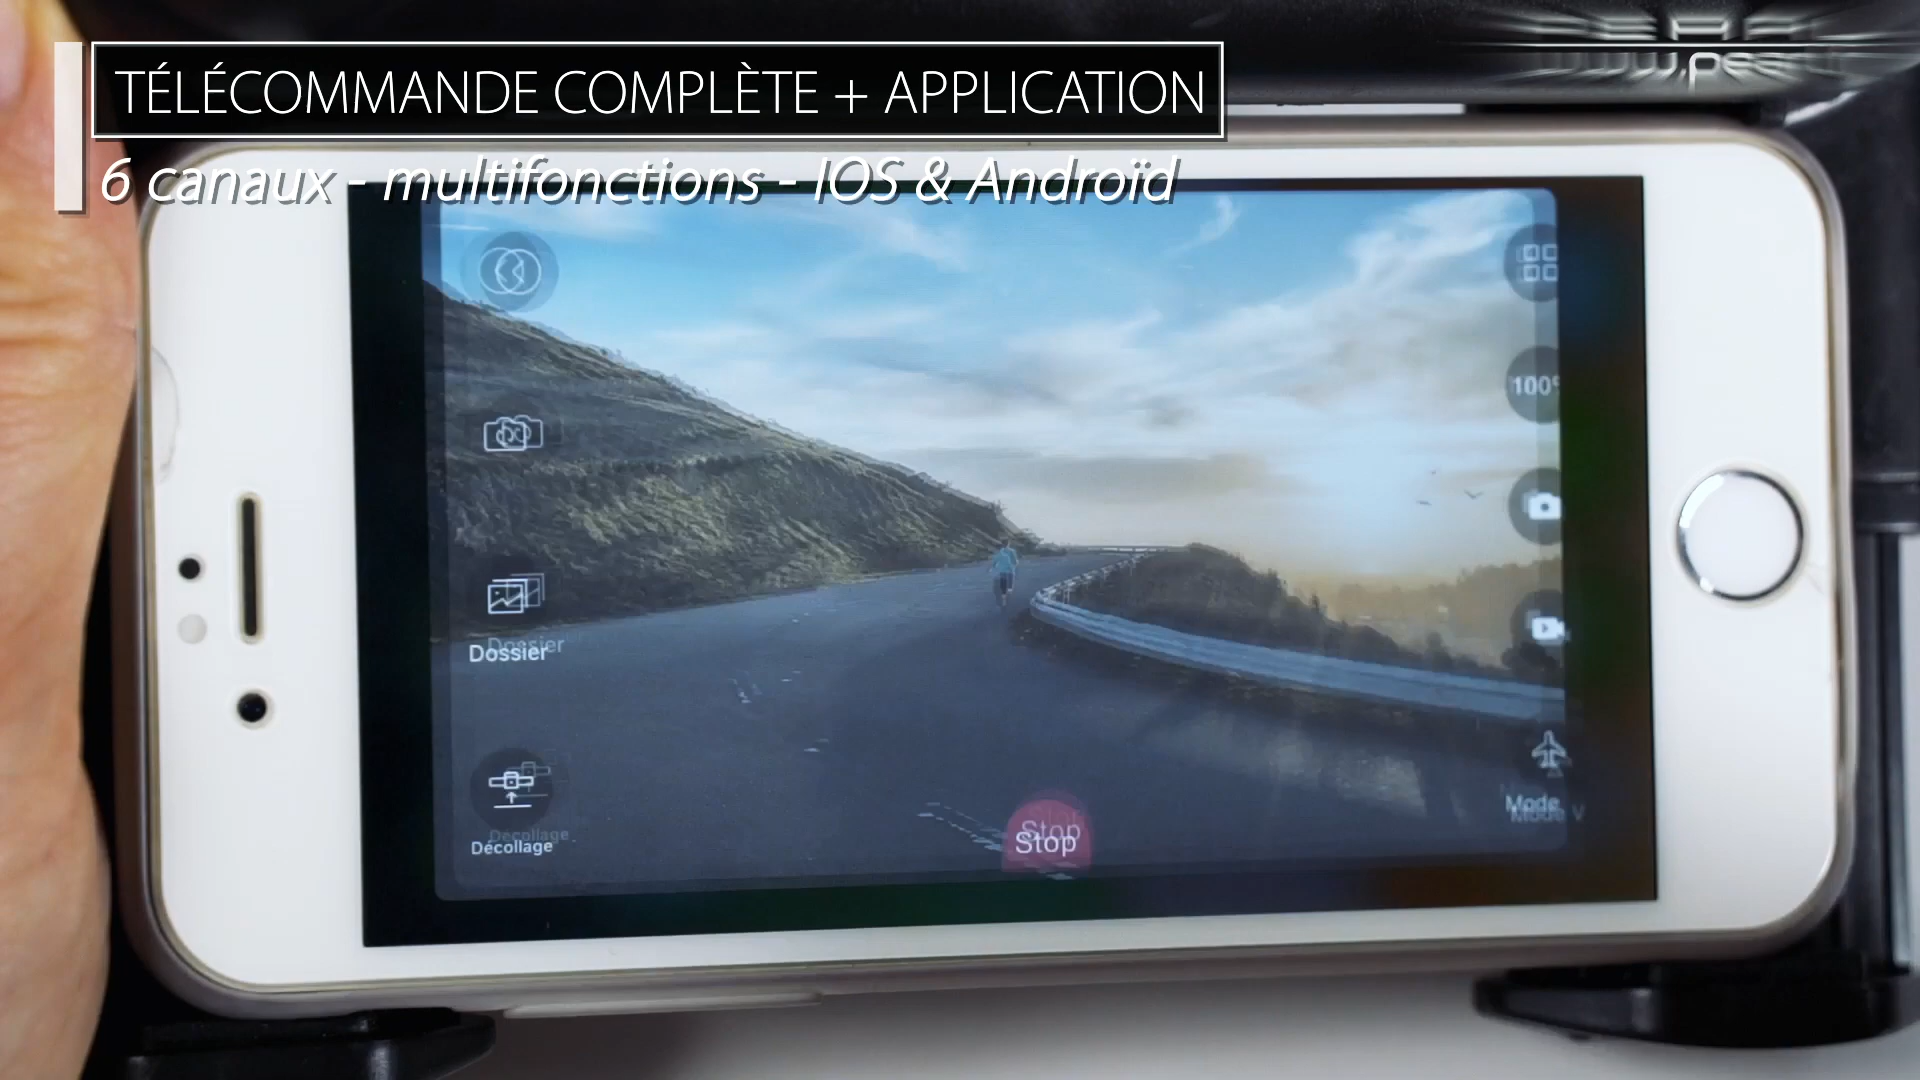 TÉLÉCOMMANDE COMPLÈTE + APPLICATION
6 canaux - multifonctions - IOS & Androïd
100%
Dossier
Décollage
Stop
Mode